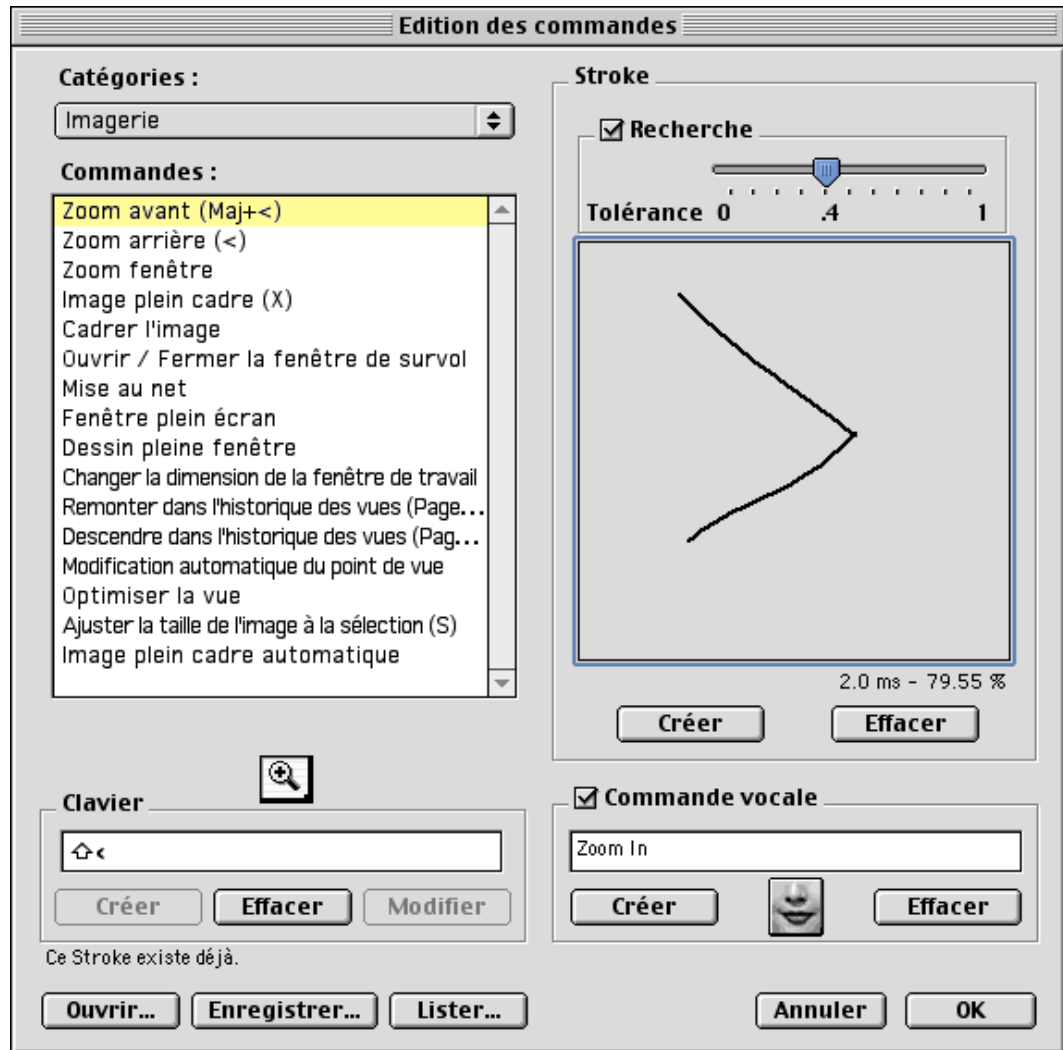 Edition des commandes
Catégories :
Imagerie
Commandes :
Zoom avant (Maj+<)
Zoom arrière (<)
Zoom fenêtre
Image plein cadre (X)
Cadrer l'image
Ouvrir / Fermer la fenêtre de survol
Mise au net
Fenêtre plein écran
Dessin pleine fenêtre
Changer la dimension de la fenêtre de travail
Remonter dans l'historique des vues (Page...
Descendre dans l'historique des vues (Pag...
Modification automatique du point de vue
Optimiser la vue
Ajuster la taille de l'image à la sélection (S)
Image plein cadre automatique
Clavier
⇧<
Créer Effacer Modifier
Ce Stroke existe déjà.
Stroke
Recherche
Tolérance 0 .4 1
2.0 ms - 79.55 %
Créer Effacer
Commande vocale
Zoom In
Créer Effacer
Ouvrir... Enregistrer... Lister... Annuler OK